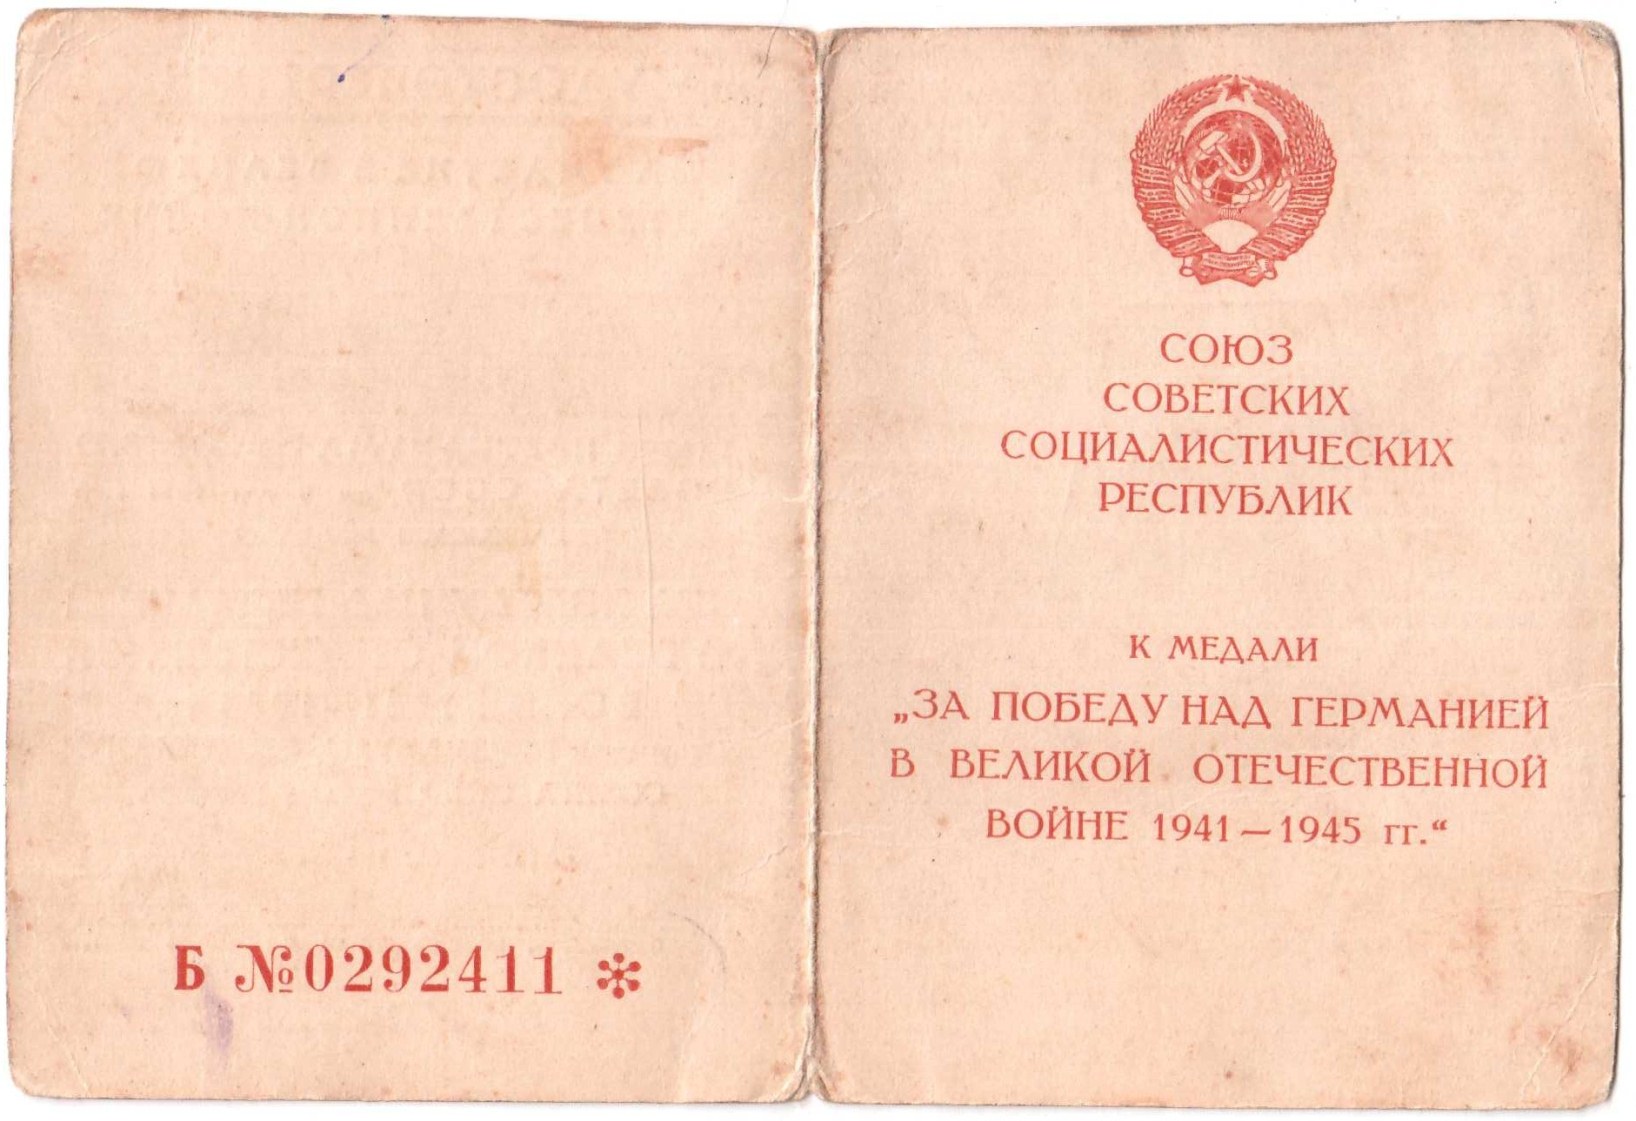 Б №0292411 *
СОЮЗ
СОВЕТСКИХ
СОЦИАЛИСТИЧЕСКИХ
РЕСПУБЛИК
К МЕДАЛИ
„ЗА ПОБЕДУ НАД ГЕРМАНИЕЙ
В ВЕЛИКОЙ ОТЕЧЕСТВЕННОЙ
ВОЙНЕ 1941 — 1945 гг.“